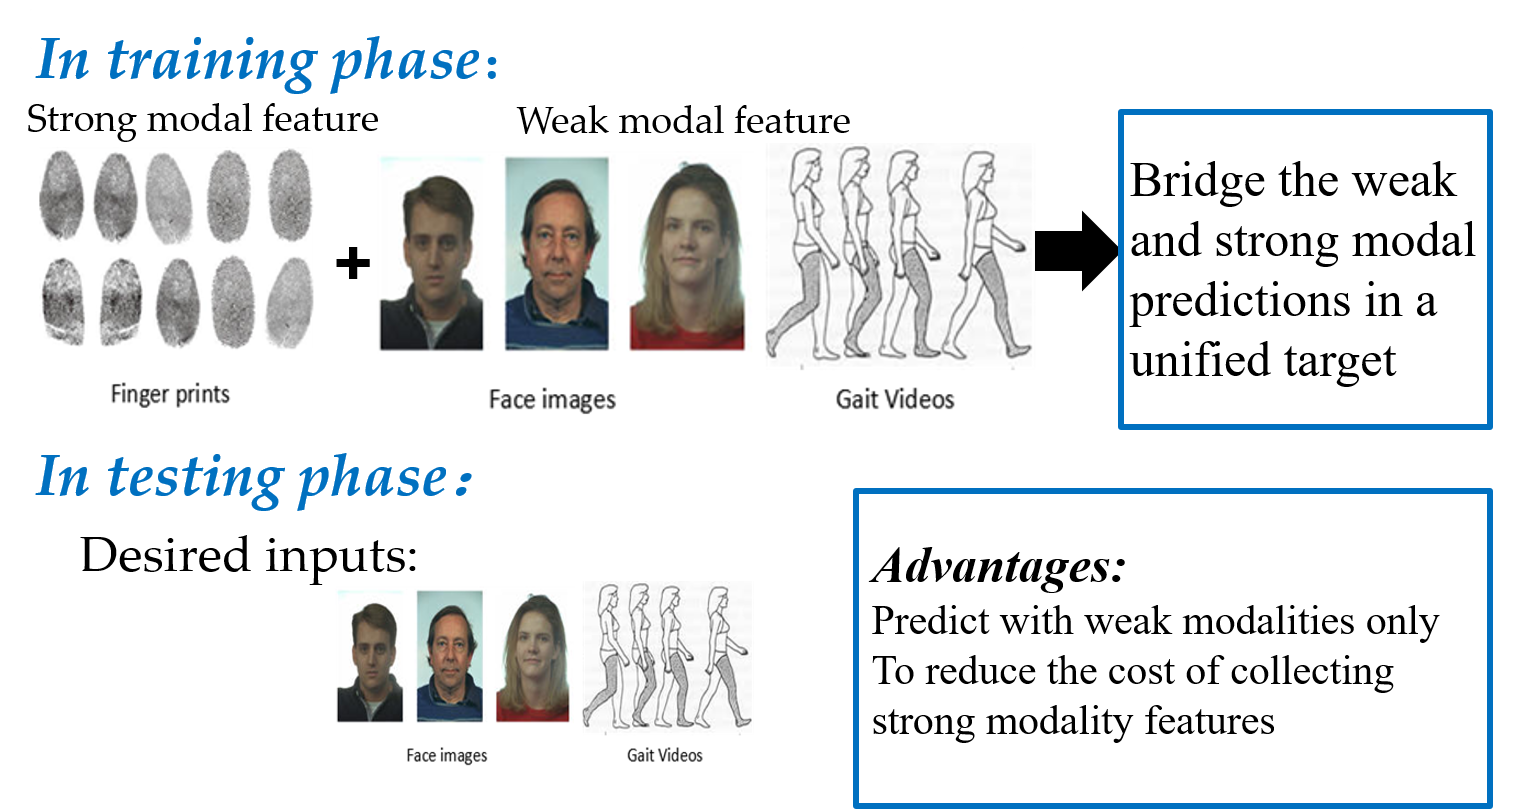 In training phase:
Strong modal feature
Weak modal feature
+
Finger prints
Face images
Gait Videos
Bridge the weak
and strong modal
predictions in a
unified target
In testing phase:
Desired inputs:
Face images
Gait Videos
Advantages:
Predict with weak modalities only
To reduce the cost of collecting
strong modality features